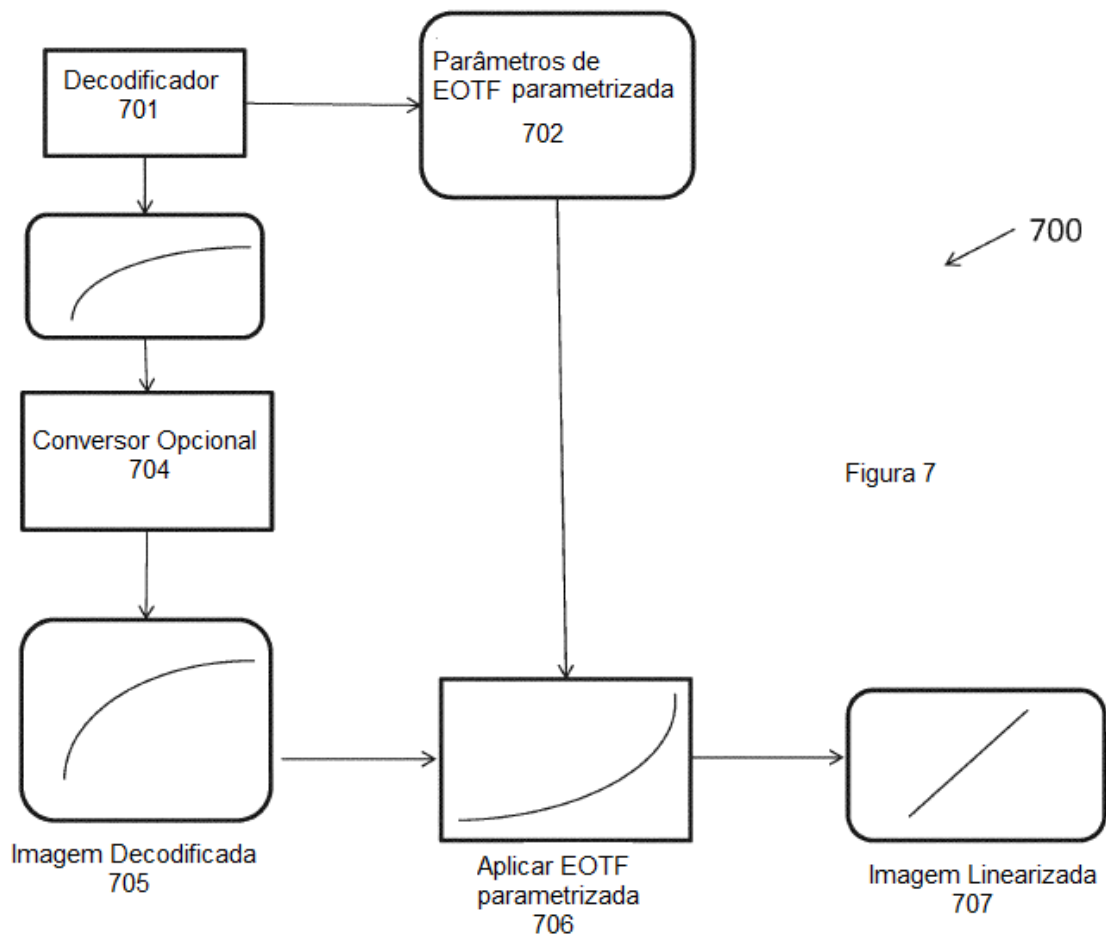 Decodificador
701
Parâmetros de
EOTF parametrizada
702
700
Conversor Opcional
704
Figura 7
Imagem Decodificada
705
Aplicar EOTF
parametrizada
706
Imagem Linearizada
707